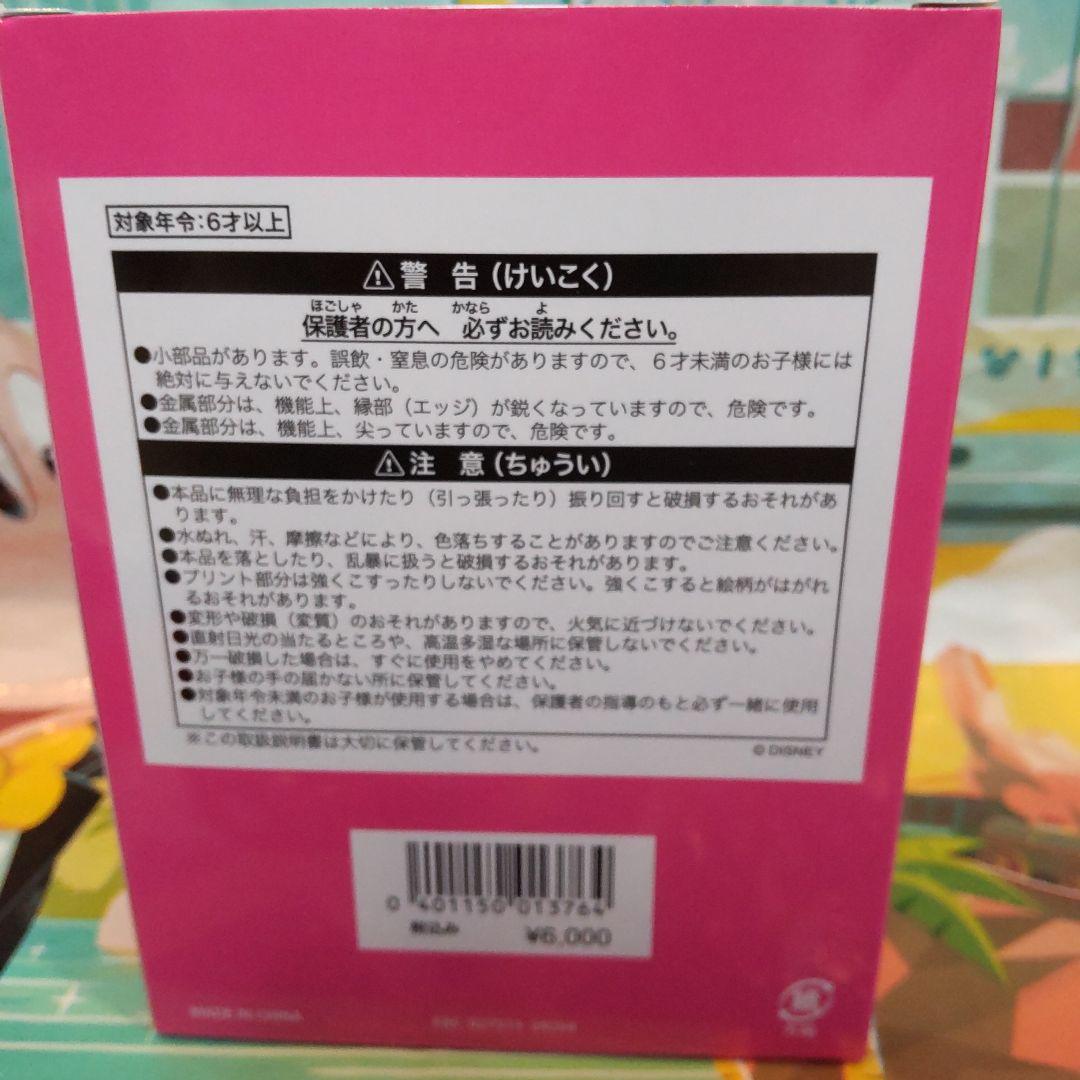 対象年令:6才以上
⚠警 告(けいこく)
ほごしゃ かた かなら よ
保護者の方へ 必ずお読みください。
●小部品があります。誤飲・窒息の危険がありますので、6才未満のお子様には
絶対に与えないでください。
●金属部分は、機能上、縁部(エッジ)が鋭くなっていますので、危険です。
●金属部分は、機能上、尖っていますので、危険です。
⚠注 意(ちゅうい)
●本品に無理な負担をかけたり(引っ張ったり)振り回すと破損するおそれがあ
ります。
●水ぬれ、汗、摩擦などにより、色落ちすることがありますのでご注意ください。
●本品を落としたり、乱暴に扱うと破損するおそれがあります。
●プリント部分は強くこすったりしないでください。強くこすると絵柄がはがれ
るおそれがあります。
●変形や破損(変質)のおそれがありますので、火気に近づけないでください。
●直射日光の当たるところや、高温多湿な場所に保管しないでください。
●万一破損した場合は、すぐに使用をやめてください。
●お子様の手の届かない所に保管してください。
●対象年令未満のお子様が使用する場合は、保護者の指導のもと必ず一緒に使用
してください。
※この取扱説明書は大切に保管してください。
© DISNEY
0 401150 013764
税込み ¥6,000
MADE IN CHINA
紙